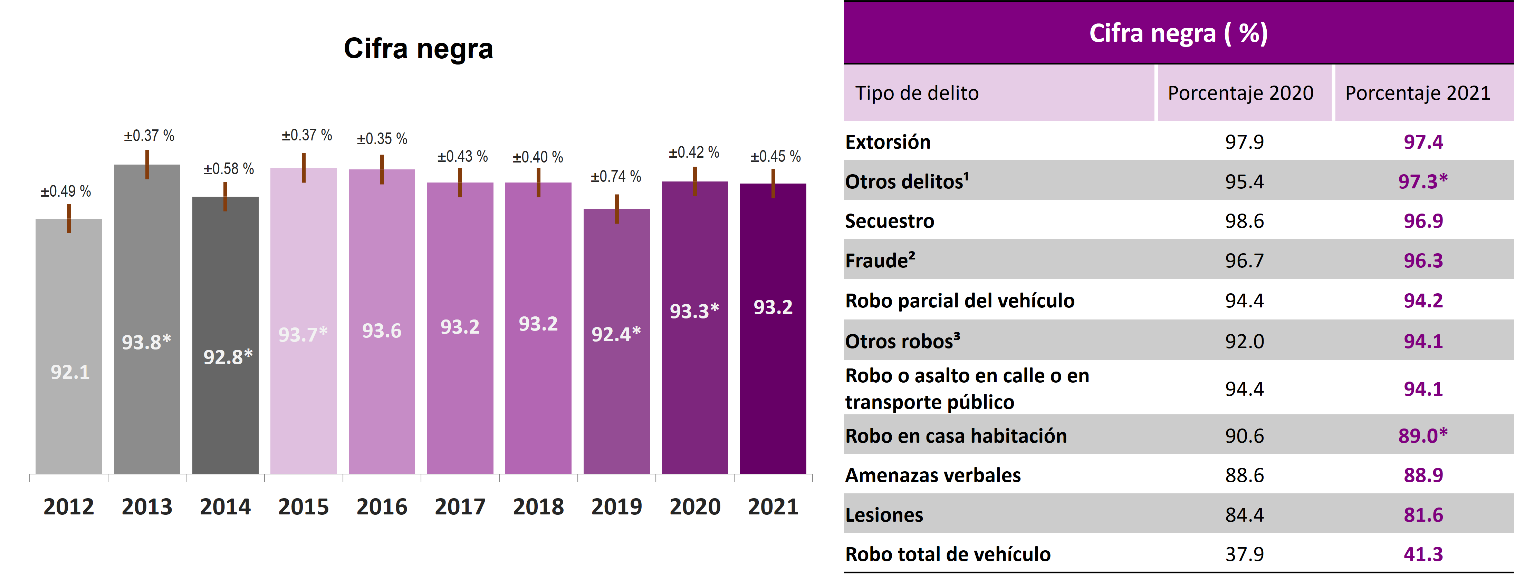 Cifra negra
±0.49 %
±0.37 %
±0.58 %
±0.37 %
±0.35 %
±0.43 %
±0.40 %
±0.74 %
±0.42 %
±0.45 %
92.1
93.8*
92.8*
93.7*
93.6
93.2
93.2
92.4*
93.3*
93.2
2012 2013 2014 2015 2016 2017 2018 2019 2020 2021
Cifra negra ( %)
Tipo de delito Porcentaje 2020 Porcentaje 2021
Extorsión 97.9 97.4
Otros delitos¹ 95.4 97.3*
Secuestro 98.6 96.9
Fraude² 96.7 96.3
Robo parcial del vehículo 94.4 94.2
Otros robos³ 92.0 94.1
Robo o asalto en calle o en
transporte público 94.4 94.1
Robo en casa habitación 90.6 89.0*
Amenazas verbales 88.6 88.9
Lesiones 84.4 81.6
Robo total de vehículo 37.9 41.3